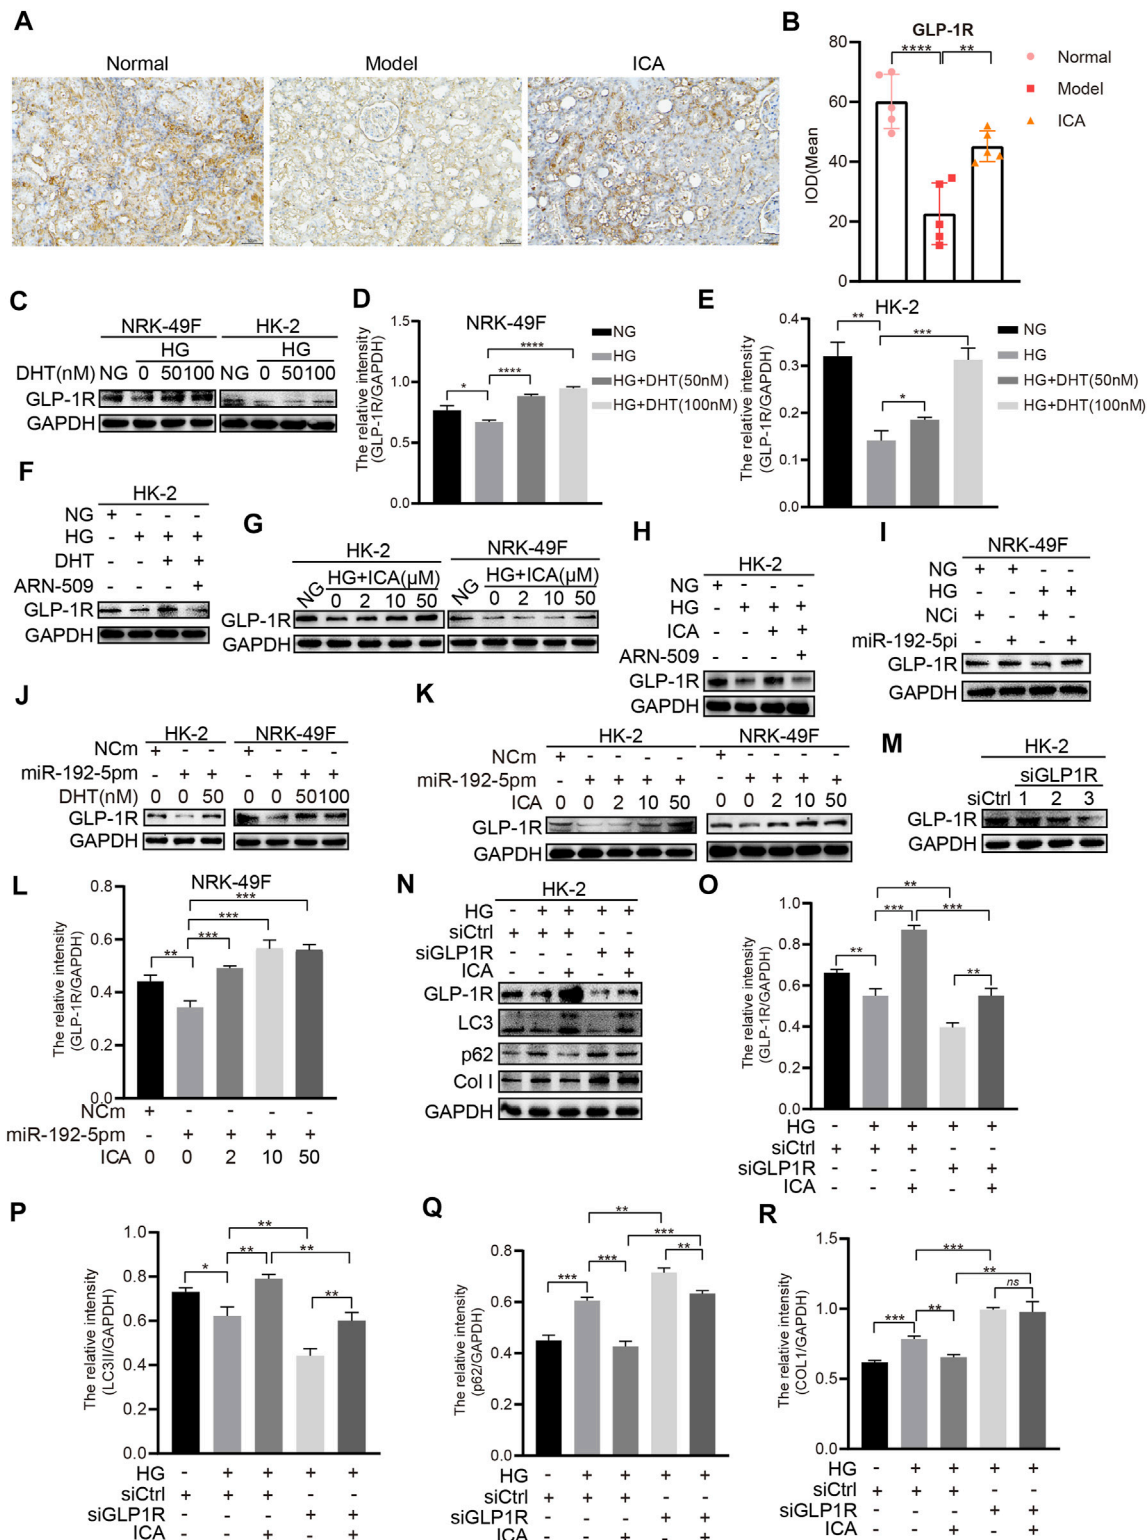 A
Normal Model ICA
B
GLP-1R
80
60
40
20
0
IOD(Mean
**** **
Normal
Model
ICA
C
NRK-49F HK-2
HG HG
DHT(nM) NG 0 50 100 NG 0 50 100
GLP-1R
GAPDH
D
NRK-49F
The relative intensity
(GLP-1R/GAPDH)
1.5
1.0
0.5
0.0
* **** ****
NG
HG
HG+DHT(50nM)
HG+DHT(100nM)
E
HK-2
The relative intensity
(GLP-1R/GAPDH)
0.4
0.3
0.2
0.1
0.0
** *** *
NG
HG
HG+DHT(50nM)
HG+DHT(100nM)
F
HK-2
NG + - - -
HG - + + +
DHT - - + +
ARN-509 - - - +
GLP-1R
GAPDH
G
HK-2 NRK-49F
NG HG+ICA(µM) NG HG+ICA(µM)
0 2 10 50 0 2 10 50
GLP-1R
GAPDH
H
HK-2
NG + - - -
HG - + + +
ICA - - + +
ARN-509 - - - +
GLP-1R
GAPDH
I
NRK-49F
NG + + - -
HG - - + +
NCi + - + -
miR-192-5pi - + - +
GLP-1R
GAPDH
J
HK-2 NRK-49F
NCm + - - + - - -
miR-192-5pm - + + - + + +
DHT(nM) 0 0 50 0 0 50 100
GLP-1R
GAPDH
K
HK-2 NRK-49F
NCm + - - - - + - - - -
miR-192-5pm - + + + + - + + + +
ICA 0 0 2 10 50 0 0 2 10 50
GLP-1R
GAPDH
M
HK-2
siGLP1R
siCtrl 1 2 3
GLP-1R
GAPDH
L
NRK-49F
The relative intensity
(GLP-1R/GAPDH)
0.8
0.6
0.4
0.2
0.0
** *** *** ***
NCm + - - - -
miR-192-5pm - + + + +
ICA 0 0 2 10 50
N
HK-2
HG - + + + +
siCtrl + + + - -
siGLP1R - - - + +
ICA - - + - +
GLP-1R
LC3
p62
Col I
GAPDH
O
The relative intensity
(GLP-1R/GAPDH)
1.0
0.8
0.6
0.4
0.2
0.0
** *** ** *** **
HG - + + + +
siCtrl + + + - -
siGLP1R - - - + +
ICA - - + - +
P
The relative intensity
(LC3II/GAPDH)
1.0
0.8
0.6
0.4
0.2
0.0
* ** ** ** **
HG - + + + +
siCtrl + + + - -
siGLP1R - - - + +
ICA - - + - +
Q
The relative intensity
(p62/GAPDH)
0.8
0.6
0.4
0.2
0.0
*** *** ** *** **
HG - + + + +
siCtrl + + + - -
siGLP1R - - - + +
ICA - - + - +
R
The relative intensity
(COL1/GAPDH)
1.5
1.0
0.5
0.0
*** ** *** ** ns
HG - + + + +
siCtrl + + + - -
siGLP1R - - - + +
ICA - - + - +